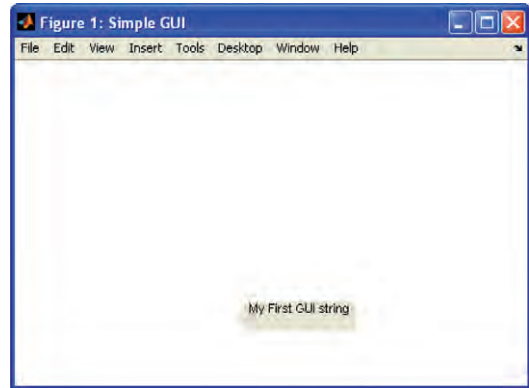 Figure 1: Simple GUI
File Edit View Insert Tools Desktop Window Help
My First GUI string